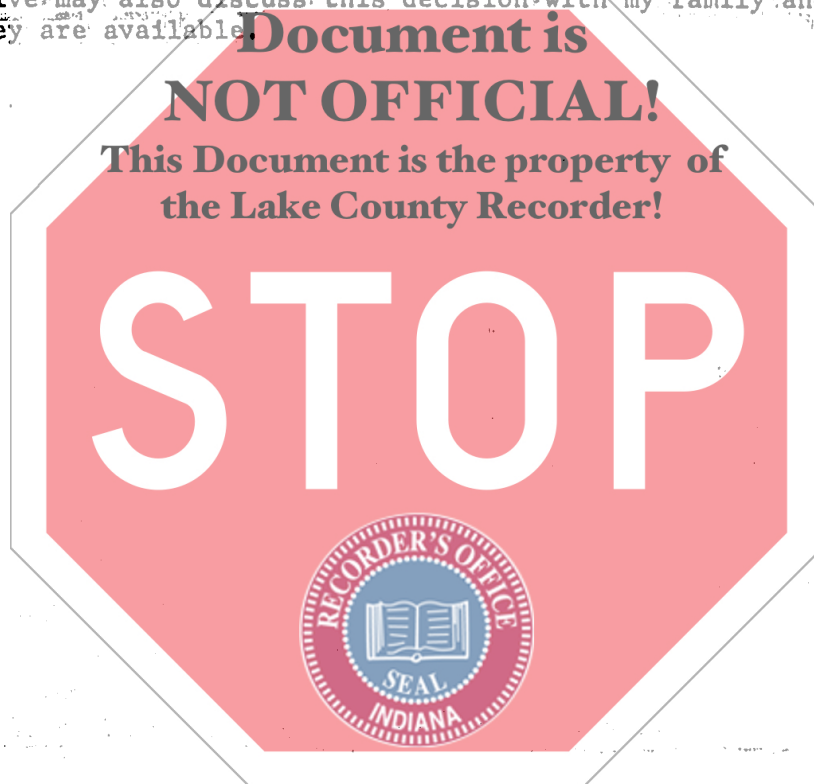 may also discuss this decision with my family an
ey are available.
Document is
NOT OFFICIAL!
This Document is the property of
the Lake County Recorder!
STOP
RECORDER'S OFFICE
SEAL
INDIANA